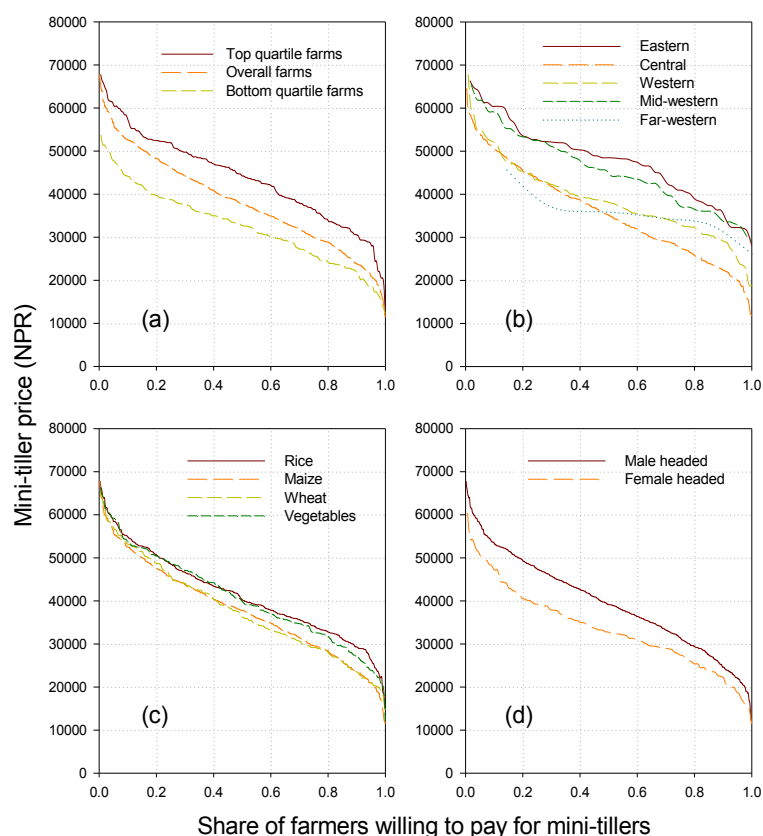 80000
70000
60000
50000
40000
30000
20000
10000
0
0.0 0.2 0.4 0.6 0.8 1.0
Top quartile farms
Overall farms
Bottom quartile farms
(a)
80000
70000
60000
50000
40000
30000
20000
10000
0
0.0 0.2 0.4 0.6 0.8 1.0
Eastern
Central
Western
Mid-western
Far-western
(b)
Mini-tiller price (NPR)
80000
70000
60000
50000
40000
30000
20000
10000
0
0.0 0.2 0.4 0.6 0.8 1.0
Rice
Maize
Wheat
Vegetables
(c)
80000
70000
60000
50000
40000
30000
20000
10000
0
0.0 0.2 0.4 0.6 0.8 1.0
Male headed
Female headed
(d)
Share of farmers willing to pay for mini-tillers